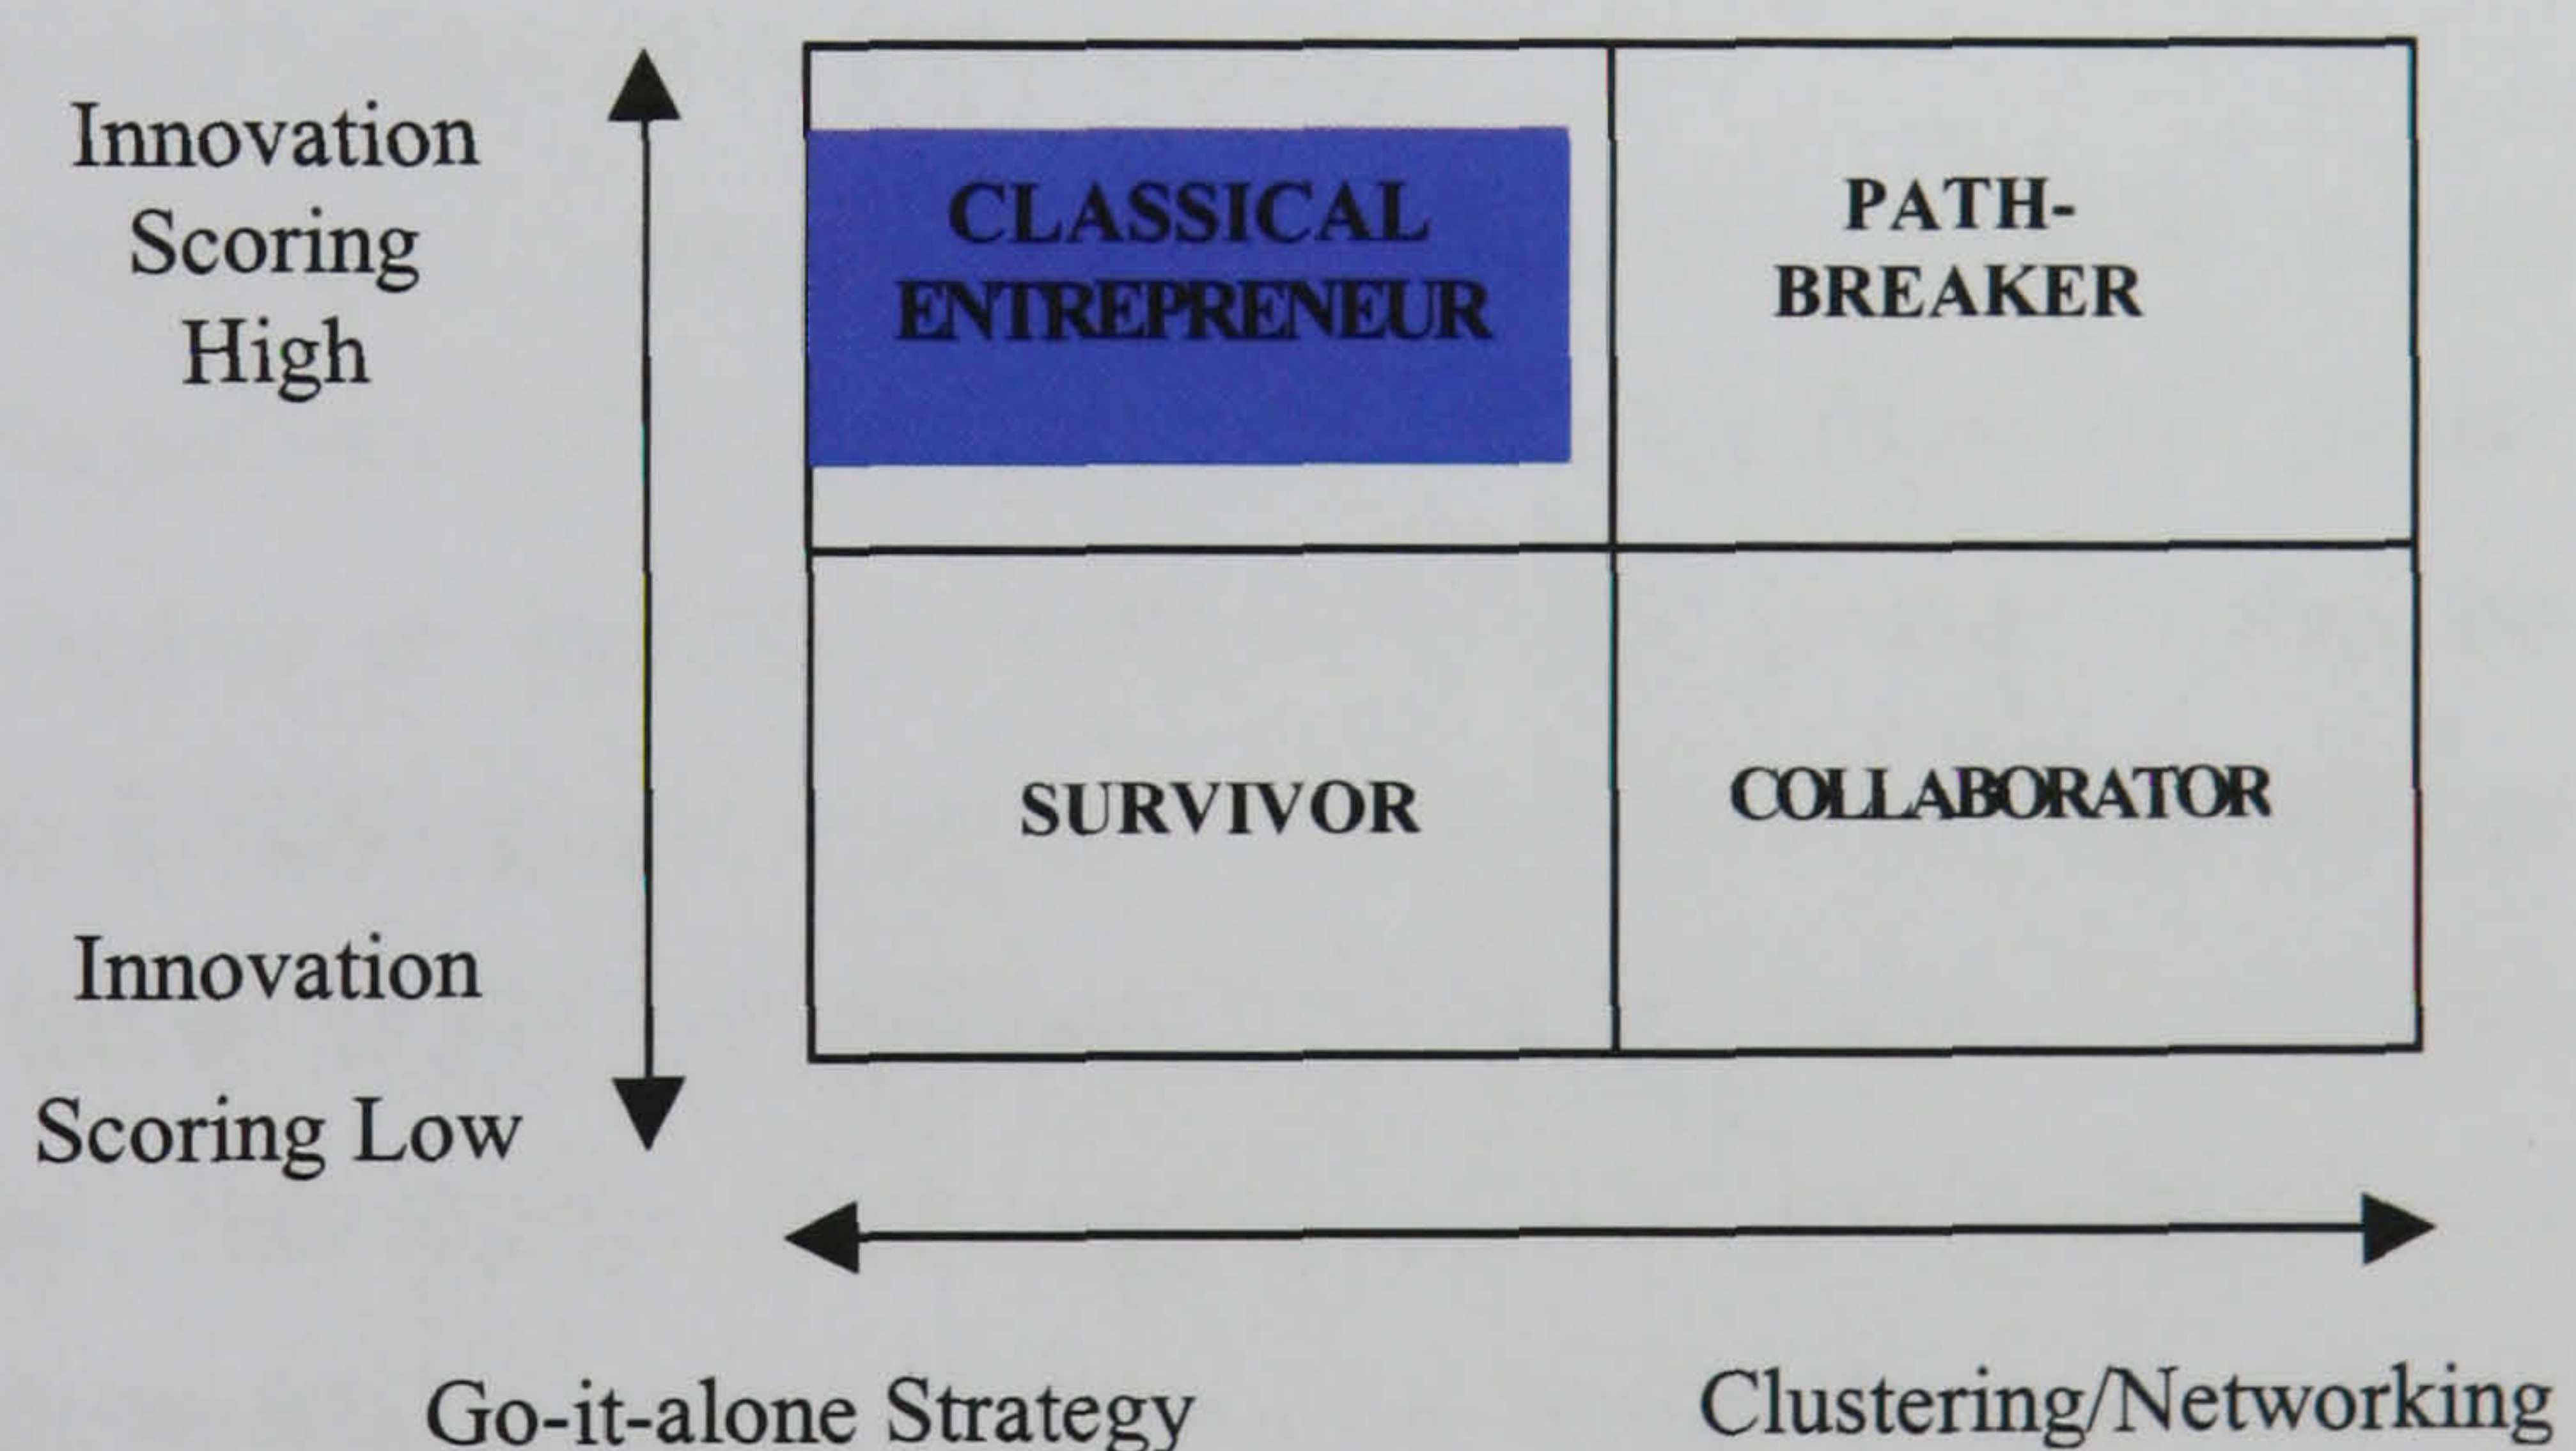 Innovation
Scoring
High
CLASSICAL
ENTREPRENEUR
PATH-
BREAKER
SURVIVOR
COLLABORATOR
Innovation
Scoring Low
Go-it-alone Strategy
Clustering/Networking